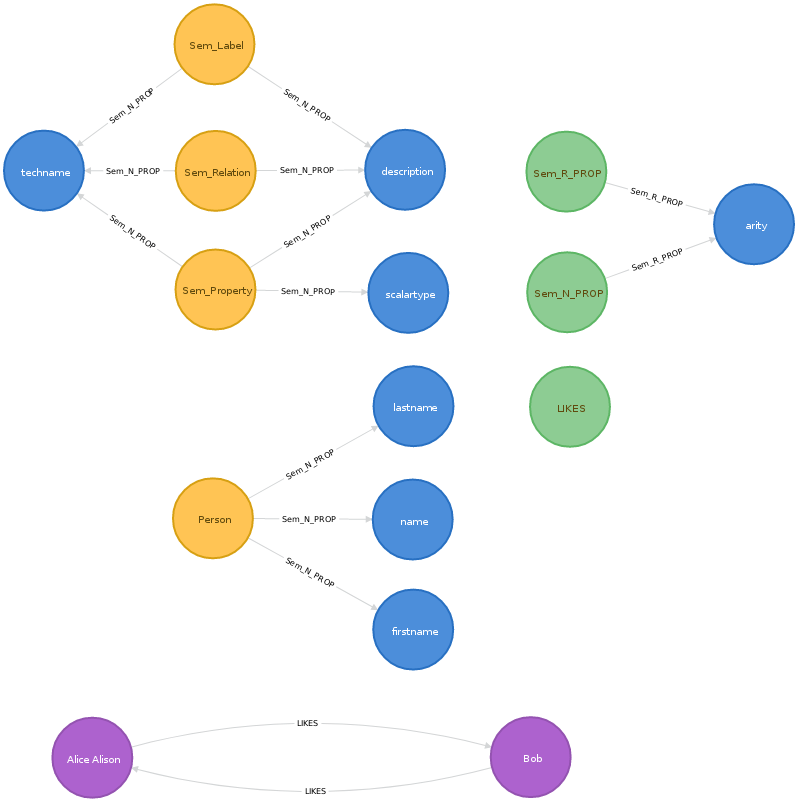 Sem_Label
Sem_N_PROP
Sem_N_PROP
techname
Sem_N_PROP
Sem_Relation
Sem_N_PROP
description
Sem_R_PROP
Sem_R_PROP
arity
Sem_N_PROP
Sem_N_PROP
Sem_Property
Sem_N_PROP
scalartype
Sem_N_PROP
Sem_R_PROP
lastname
LIKES
Sem_N_PROP
Person
Sem_N_PROP
name
Sem_N_PROP
firstname
LIKES
Alice Alison
Bob
LIKES